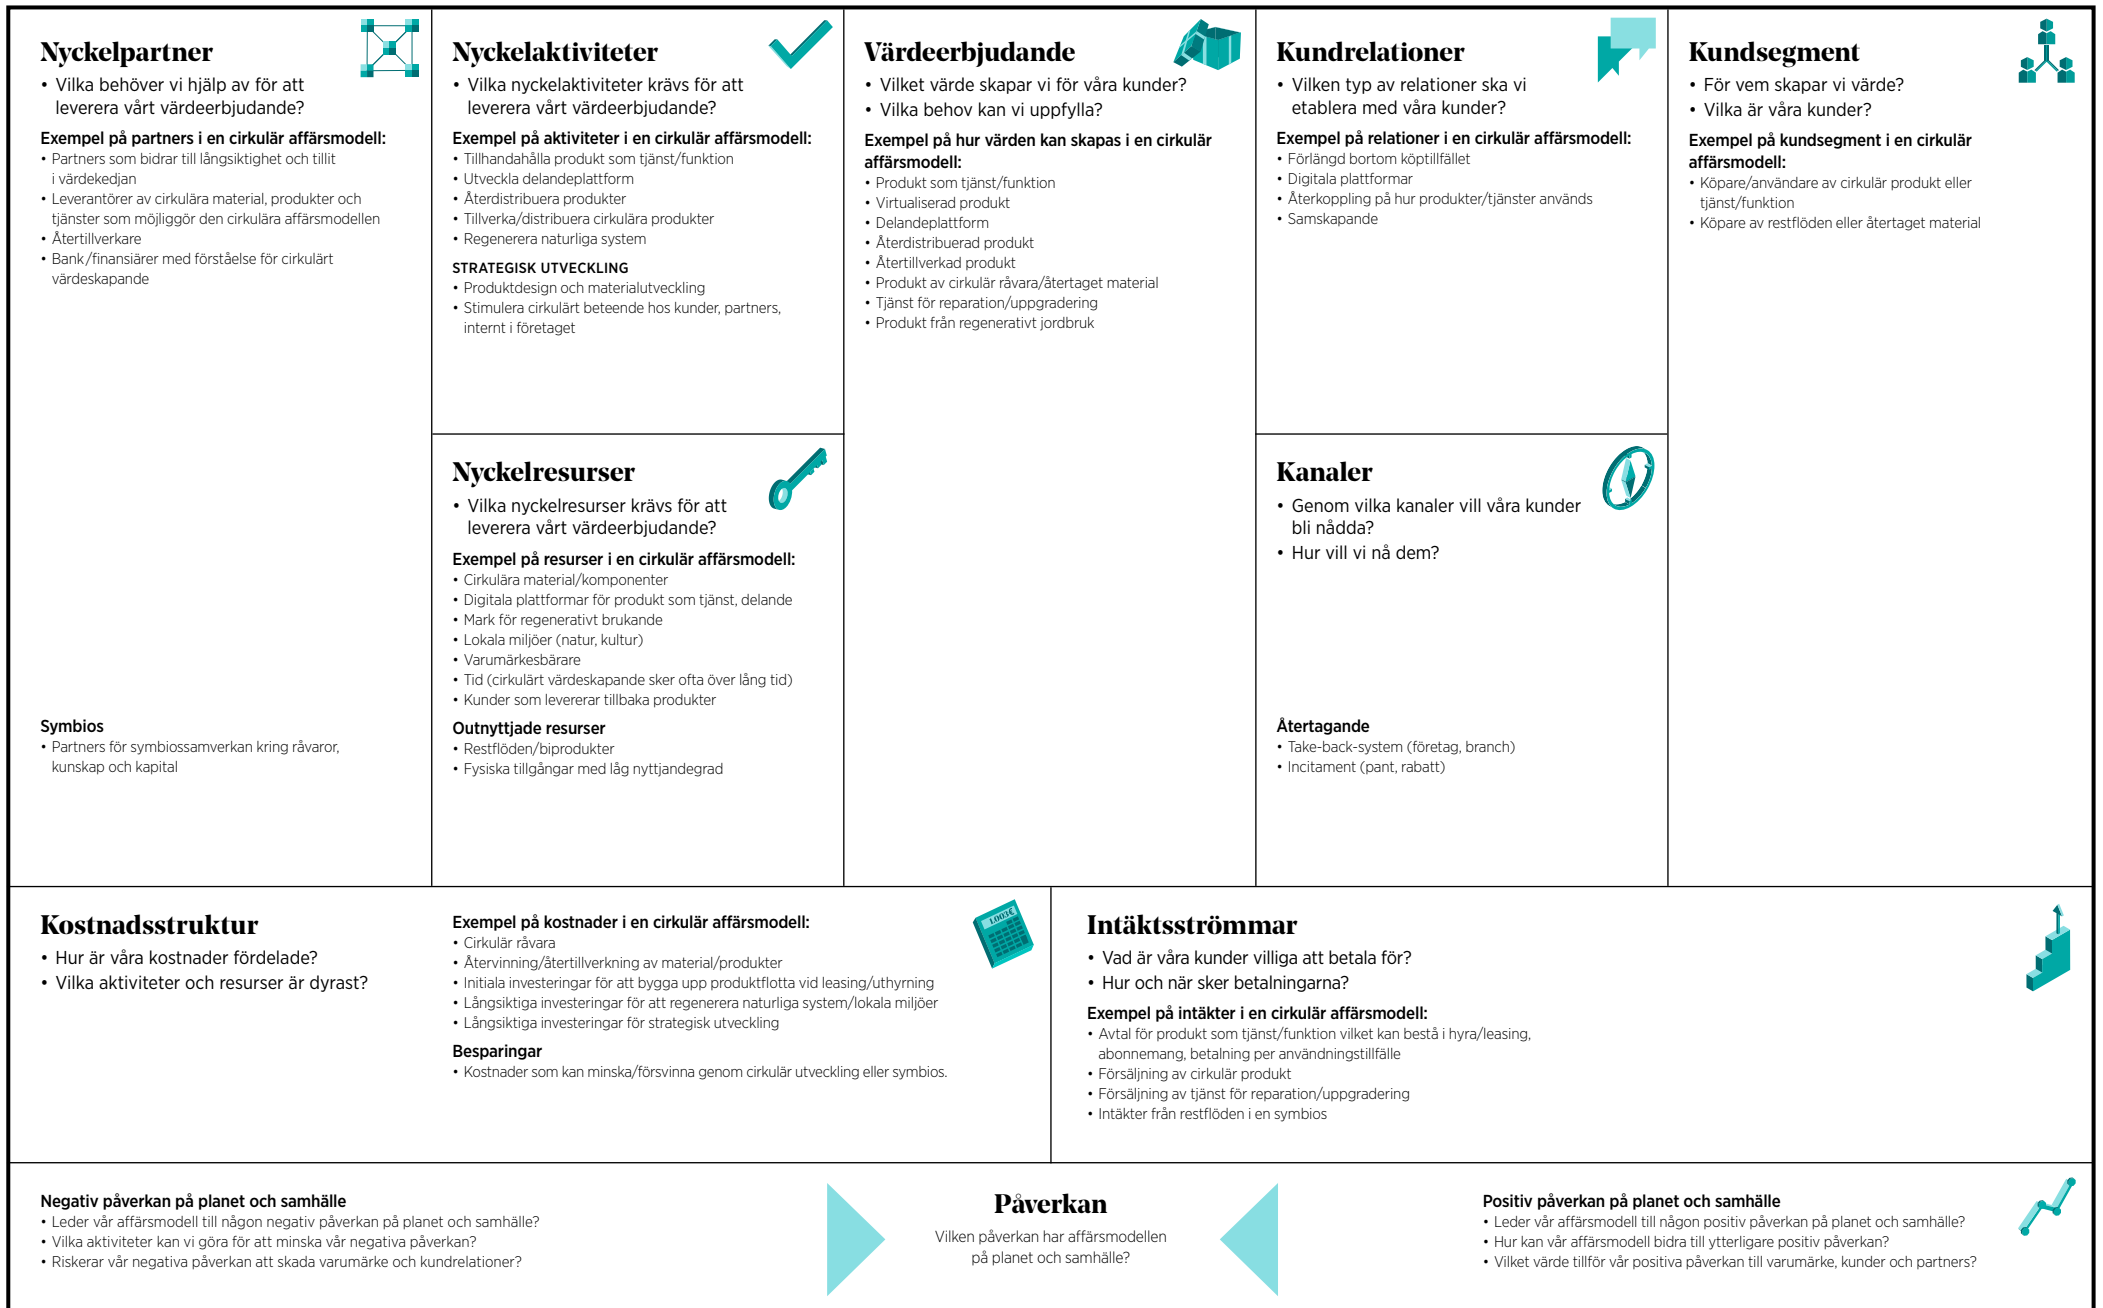 Nyckelpartner
• Vilka behöver vi hjälp av för att
leverera vårt värdeerbjudande?
Exempel på partners i en cirkulär affärsmodell:
• Partners som bidrar till långsiktighet och tillit
i värdekedjan
• Leverantörer av cirkulära material, produkter och
tjänster som möjliggör den cirkulära affärsmodellen
• Återtillverkare
• Bank/finansiärer med förståelse för cirkulärt
värdeskapande
Symbios
• Partners för symbiossamverkan kring råvaror,
kunskap och kapital
Nyckelaktiviteter
• Vilka nyckelaktiviteter krävs för att
leverera vårt värdeerbjudande?
Exempel på aktiviteter i en cirkulär affärsmodell:
• Tillhandahålla produkt som tjänst/funktion
• Utveckla delandeplattform
• Återdistribuera produkter
• Tillverka/distribuera cirkulära produkter
• Regenerera naturliga system
STRATEGISK UTVECKLING
• Produktdesign och materialutveckling
• Stimulera cirkulärt beteende hos kunder, partners,
internt i företaget
Nyckelresurser
• Vilka nyckelresurser krävs för att
leverera vårt värdeerbjudande?
Exempel på resurser i en cirkulär affärsmodell:
• Cirkulära material/komponenter
• Digitala plattformar för produkt som tjänst, delande
• Mark för regenerativt brukande
• Lokala miljöer (natur, kultur)
• Varumärkesbärare
• Tid (cirkulärt värdeskapande sker ofta över lång tid)
• Kunder som levererar tillbaka produkter
Outnyttjade resurser
• Restflöden/biprodukter
• Fysiska tillgångar med låg nyttjandegrad
Värdeerbjudande
• Vilket värde skapar vi för våra kunder?
• Vilka behov kan vi uppfylla?
Exempel på hur värden kan skapas i en cirkulär
affärsmodell:
• Produkt som tjänst/funktion
• Virtualiserad produkt
• Delandeplattform
• Återdistribuerad produkt
• Återtillverkad produkt
• Produkt av cirkulär råvara/återtaget material
• Tjänst för reparation/uppgradering
• Produkt från regenerativt jordbruk
Kundrelationer
• Vilken typ av relationer ska vi
etablera med våra kunder?
Exempel på relationer i en cirkulär affärsmodell:
• Förlängd bortom köptillfället
• Digitala plattformar
• Återkoppling på hur produkter/tjänster används
• Samskapande
Kanaler
• Genom vilka kanaler vill våra kunder
bli nådda?
• Hur vill vi nå dem?
Återtagande
• Take-back-system (företag, branch)
• Incitament (pant, rabatt)
Kundsegment
• För vem skapar vi värde?
• Vilka är våra kunder?
Exempel på kundsegment i en cirkulär
affärsmodell:
• Köpare/användare av cirkulär produkt eller
tjänst/funktion
• Köpare av restflöden eller återtaget material
Kostnadsstruktur
• Hur är våra kostnader fördelade?
• Vilka aktiviteter och resurser är dyrast?
Exempel på kostnader i en cirkulär affärsmodell:
• Cirkulär råvara
• Återvinning/återtillverkning av material/produkter
• Initiala investeringar för att bygga upp produktflotta vid leasing/uthyrning
• Långsiktiga investeringar för att regenerera naturliga system/lokala miljöer
• Långsiktiga investeringar för strategisk utveckling
Besparingar
• Kostnader som kan minska/försvinna genom cirkulär utveckling eller symbios.
Intäktsströmmar
• Vad är våra kunder villiga att betala för?
• Hur och när sker betalningarna?
Exempel på intäkter i en cirkulär affärsmodell:
• Avtal för produkt som tjänst/funktion vilket kan bestå i hyra/leasing,
abonnemang, betalning per användningstillfälle
• Försäljning av cirkulär produkt
• Försäljning av tjänst för reparation/uppgradering
• Intäkter från restflöden i en symbios
Negativ påverkan på planet och samhälle
• Leder vår affärsmodell till någon negativ påverkan på planet och samhälle?
• Vilka aktiviteter kan vi göra för att minska vår negativa påverkan?
• Riskerar vår negativa påverkan att skada varumärke och kundrelationer?
Påverkan
Vilken påverkan har affärsmodellen
på planet och samhälle?
Positiv påverkan på planet och samhälle
• Leder vår affärsmodell till någon positiv påverkan på planet och samhälle?
• Hur kan vår affärsmodell bidra till ytterligare positiv påverkan?
• Vilket värde tillför vår positiva påverkan till varumärke, kunder och partners?